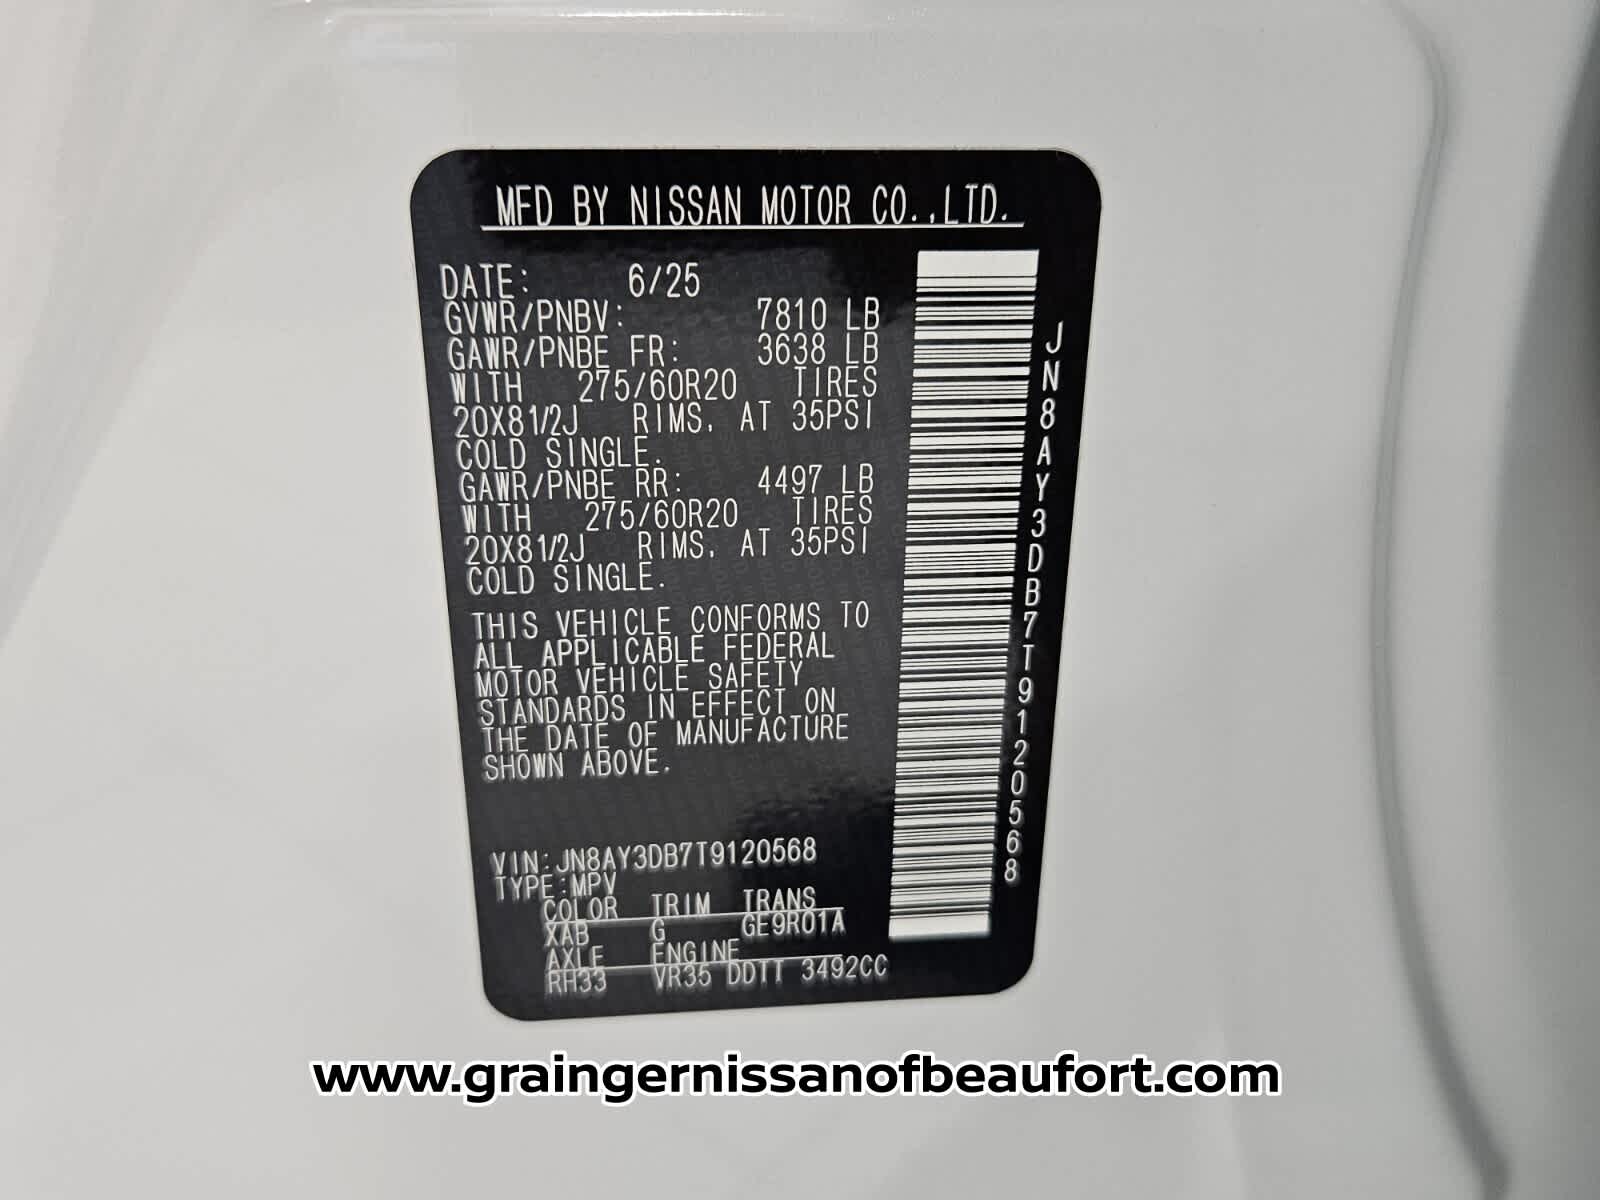 MFD BY NISSAN MOTOR CO.,LTD.
DATE: 6/25
GVWR/PNBV: 7810 LB
GAWR/PNBE FR: 3638 LB
WITH 275/60R20 TIRES
20X81/2J RIMS, AT 35PSI
COLD SINGLE.
GAWR/PNBE RR: 4497 LB
WITH 275/60R20 TIRES
20X81/2J RIMS, AT 35PSI
COLD SINGLE.
THIS VEHICLE CONFORMS TO
ALL APPLICABLE FEDERAL
MOTOR VEHICLE SAFETY
STANDARDS IN EFFECT ON
THE DATE OF MANUFACTURE
SHOWN ABOVE.
VIN:JN8AY3DB7T9120568
TYPE:MPV
COLOR TRIM TRANS
XAB G GE9R01A
AXLE ENGINE
RH33 VR35 DDTT 3492CC
JN8AY3DB7T9120568
www.graingernissanofbeaufort.com